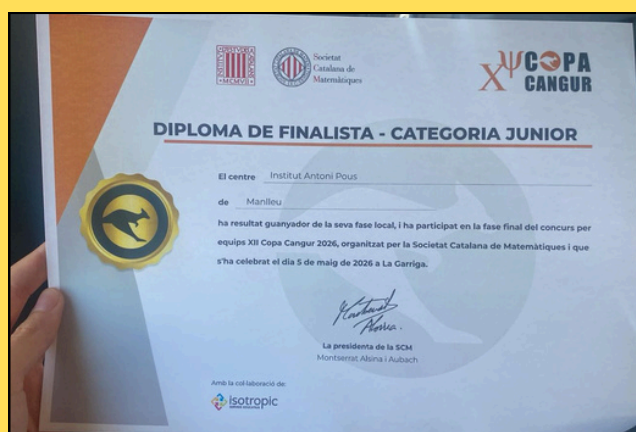 Societat
Catalana de
Matemàtiques
COPA
CANGUR
DIPLOMA DE FINALISTA - CATEGORIA JUNIOR
El centre Institut Antoni Pous
de Manlleu
ha resultat guanyador de la seva fase local, i ha participat en la fase final del concurs per
equips XII Copa Cangur 2026, organitzat per la Societat Catalana de Matemàtiques i que
s'ha celebrat el dia 5 de maig de 2026 a La Garriga.
La presidenta de la SCM
Montserrat Alsina i Aubach
Amb la col·laboració de:
isotropic